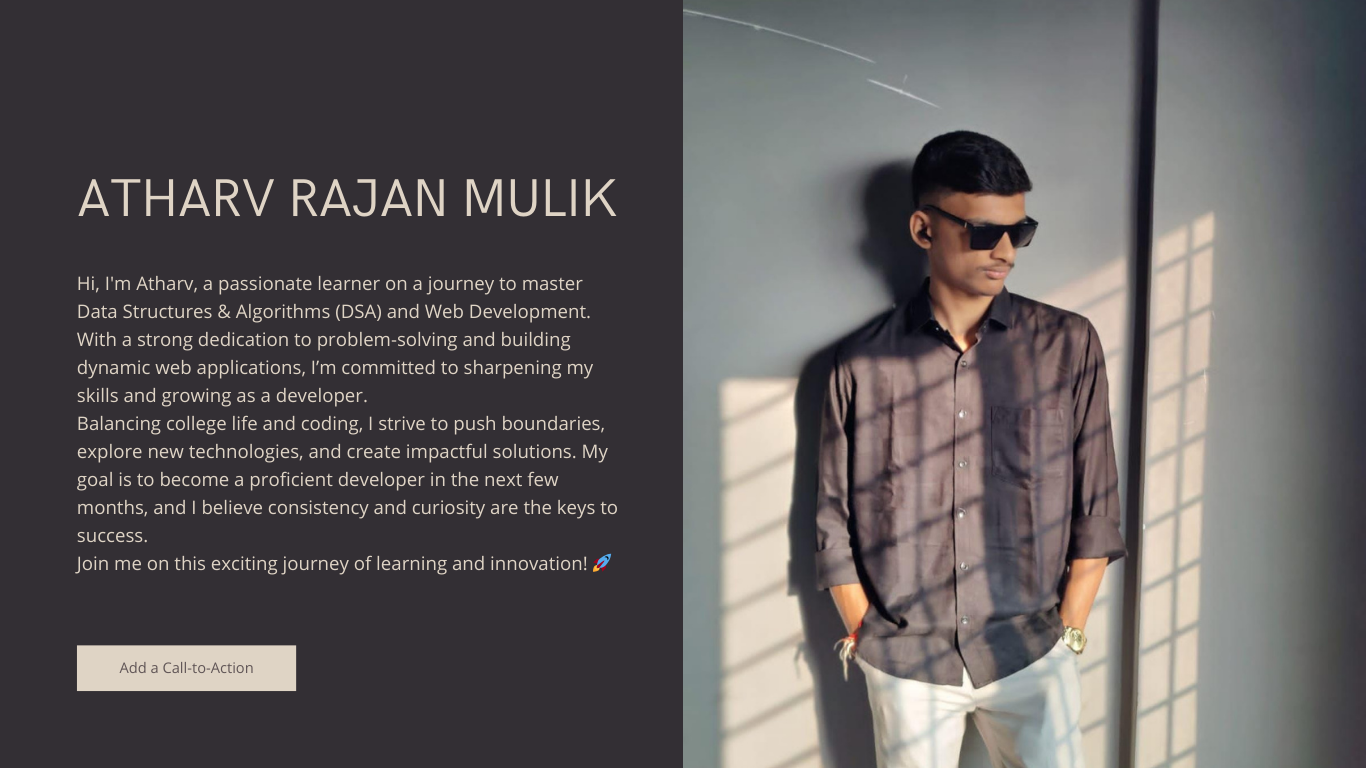 ATHARV RAJAN MULIK
Hi, I'm Atharv, a passionate learner on a journey to master
Data Structures & Algorithms (DSA) and Web Development.
With a strong dedication to problem-solving and building
dynamic web applications, I’m committed to sharpening my
skills and growing as a developer.
Balancing college life and coding, I strive to push boundaries,
explore new technologies, and create impactful solutions. My
goal is to become a proficient developer in the next few
months, and I believe consistency and curiosity are the keys to
success.
Join me on this exciting journey of learning and innovation! 🚀
Add a Call-to-Action